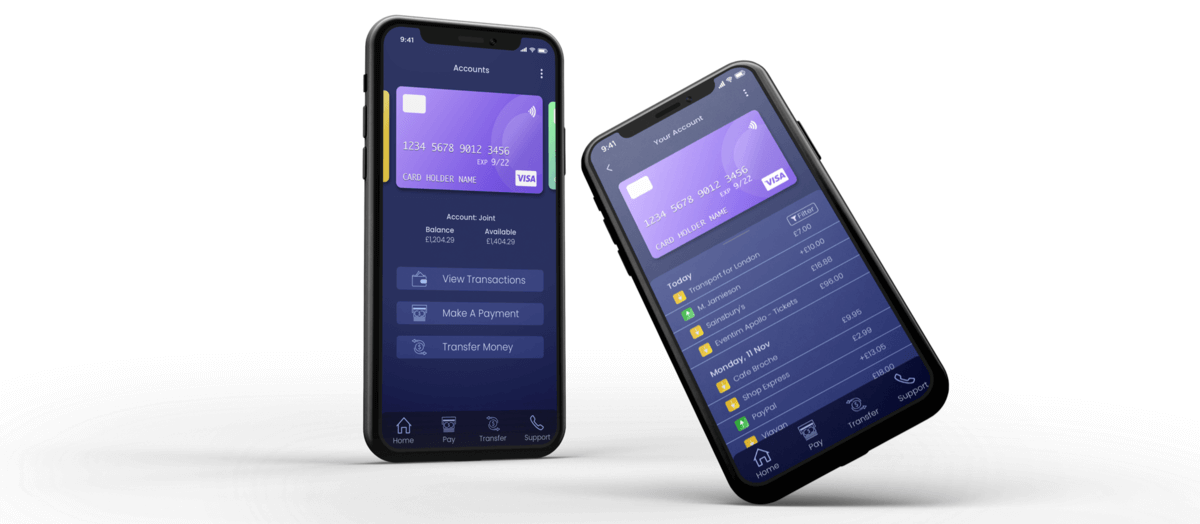 9:41
Accounts
1234 5678 9012 3456
EXP 9/22
CARD HOLDER NAME
VISA
Account: Joint
Balance Available
£1,204.29 £1,404.29
View Transactions
Make A Payment
Transfer Money
Home Pay Transfer Support
9:41
Your Account
1234 5678 9012 3456
EXP 9/22
CARD HOLDER NAME
VISA
Filter
Today
Transport for London £7.00
M. Jamieson +£10.00
Sainsbury's £16.88
Eventim Apollo - Tickets £96.00
Monday, 11 Nov
Cafe Broche £9.95
Shop Express £2.99
PayPal +£13.05
Viavan £18.00
Home Pay Transfer Support